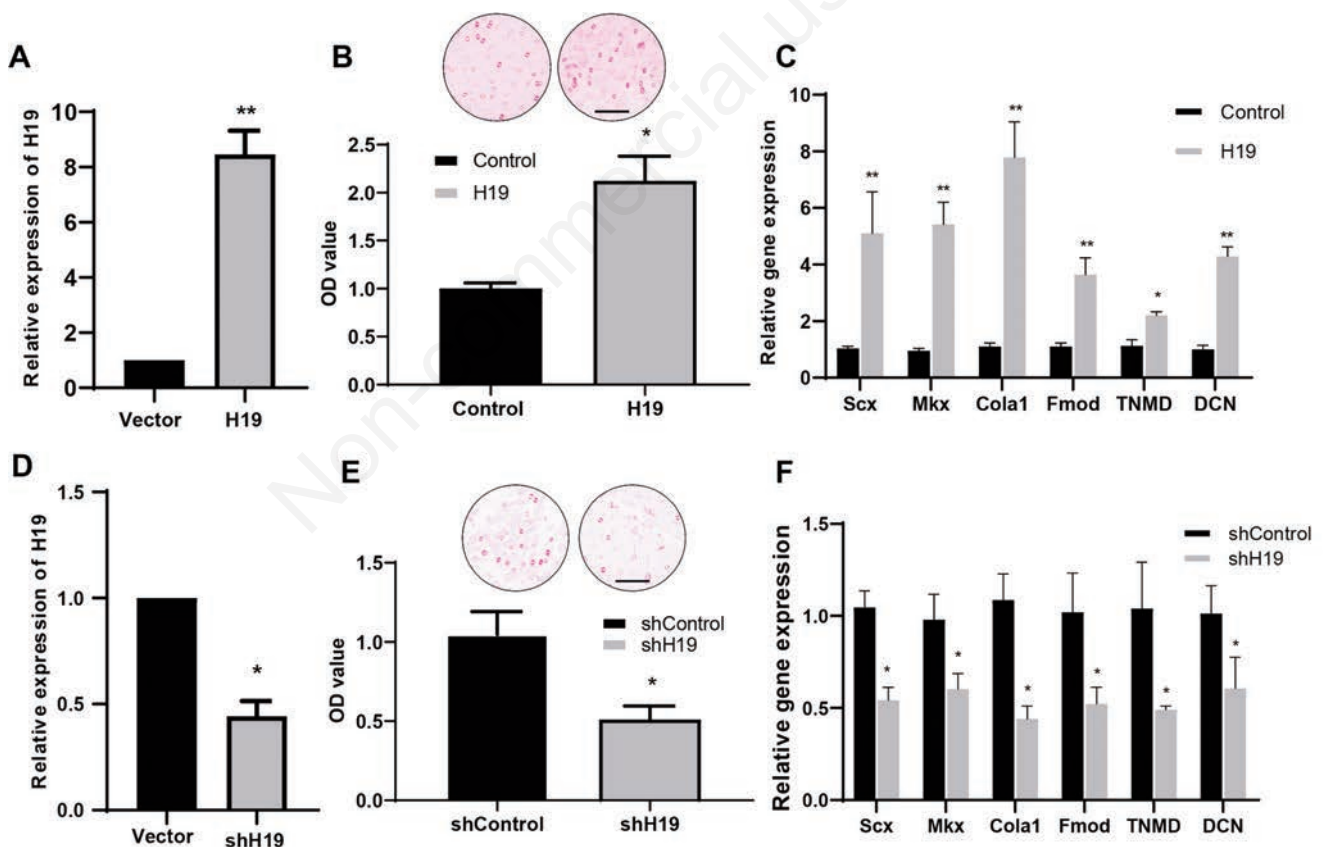 A
Relative expression of H19
10
8
6
4
2
0
**
Vector
H19
B
OD value
2.5
2.0
1.5
1.0
0.5
0.0
Control
H19
*
Control
H19
C
Relative gene expression
10
8
6
4
2
0
Control
H19
**
**
**
**
*
**
Scx
Mkx
Cola1
Fmod
TNMD
DCN
D
Relative expression of H19
1.5
1.0
0.5
0.0
*
Vector
shH19
E
OD value
1.5
1.0
0.5
0.0
shControl
shH19
*
shControl
shH19
F
Relative gene expression
1.5
1.0
0.5
0.0
shControl
shH19
*
*
*
*
*
*
Scx
Mkx
Cola1
Fmod
TNMD
DCN